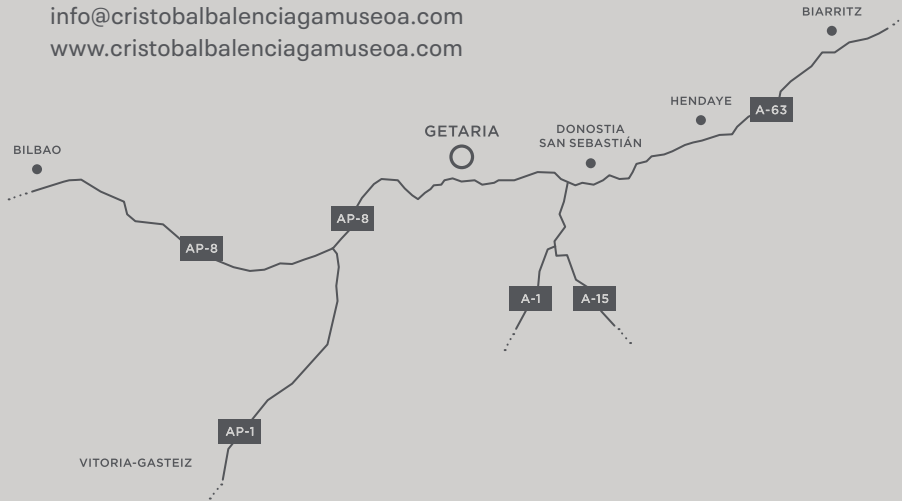 info@cristobalbalenciagamuseoa.com
www.cristobalbalenciagamuseoa.com
BIARRITZ
HENDAYE
A-63
GETARIA
DONOSTIA
SAN SEBASTIÁN
BILBAO
AP-8
AP-8
A-1
A-15
AP-1
VITORIA-GASTEIZ